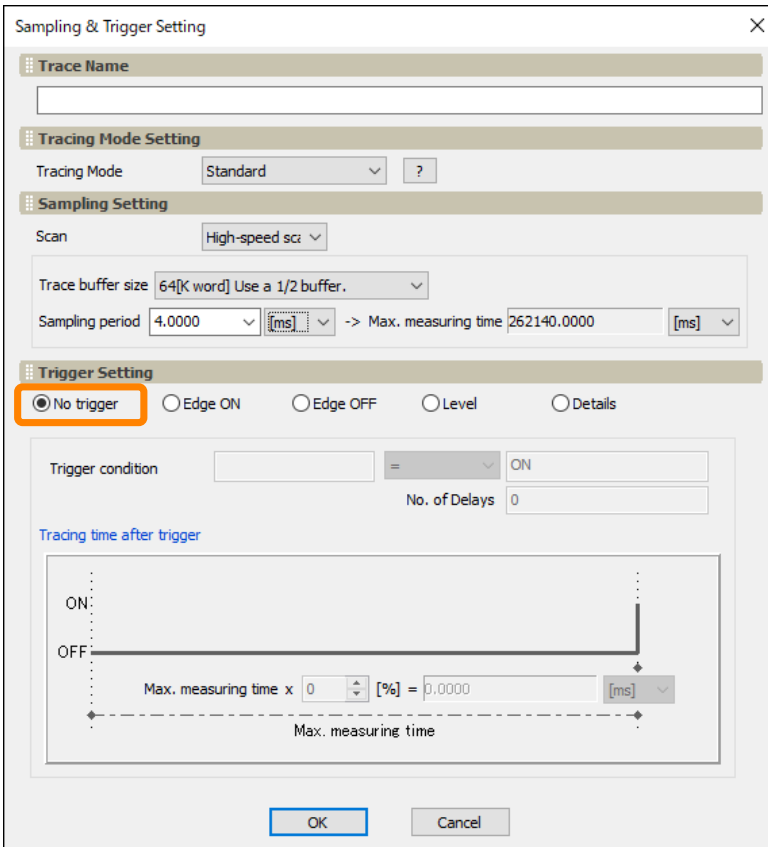 Sampling & Trigger Setting
Trace Name
Tracing Mode Setting
Tracing Mode Standard ?
Sampling Setting
Scan High-speed sca
Trace buffer size 64[K word] Use a 1/2 buffer.
Sampling period 4.0000 [ms] -> Max. measuring time 262140.0000 [ms]
Trigger Setting
No trigger Edge ON Edge OFF Level Details
Trigger condition = ON
No. of Delays 0
Tracing time after trigger
ON
OFF
Max. measuring time x 0 [%] = 0.0000 [ms]
Max. measuring time
OK Cancel